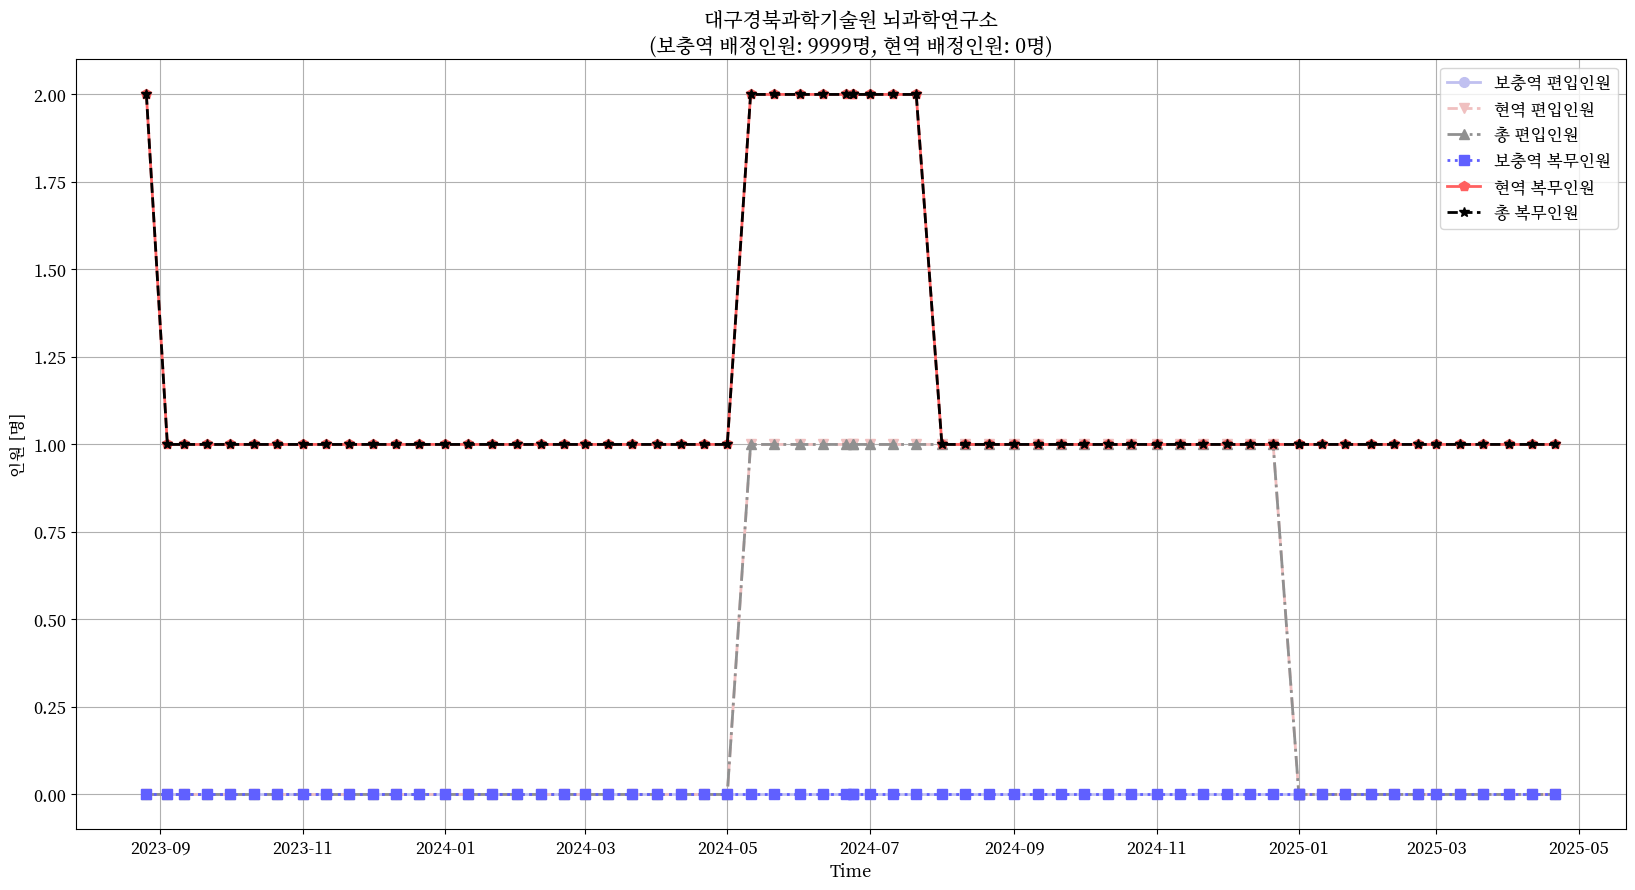 대구경북과학기술원 뇌과학연구소
(보충역 배정인원: 9999명, 현역 배정인원: 0명)
보충역 편입인원
현역 편입인원
총 편입인원
보충역 복무인원
현역 복무인원
총 복무인원
인원 [명]
2.00
1.75
1.50
1.25
1.00
0.75
0.50
0.25
0.00
2023-09 2023-11 2024-01 2024-03 2024-05 2024-07 2024-09 2024-11 2025-01 2025-03 2025-05
Time